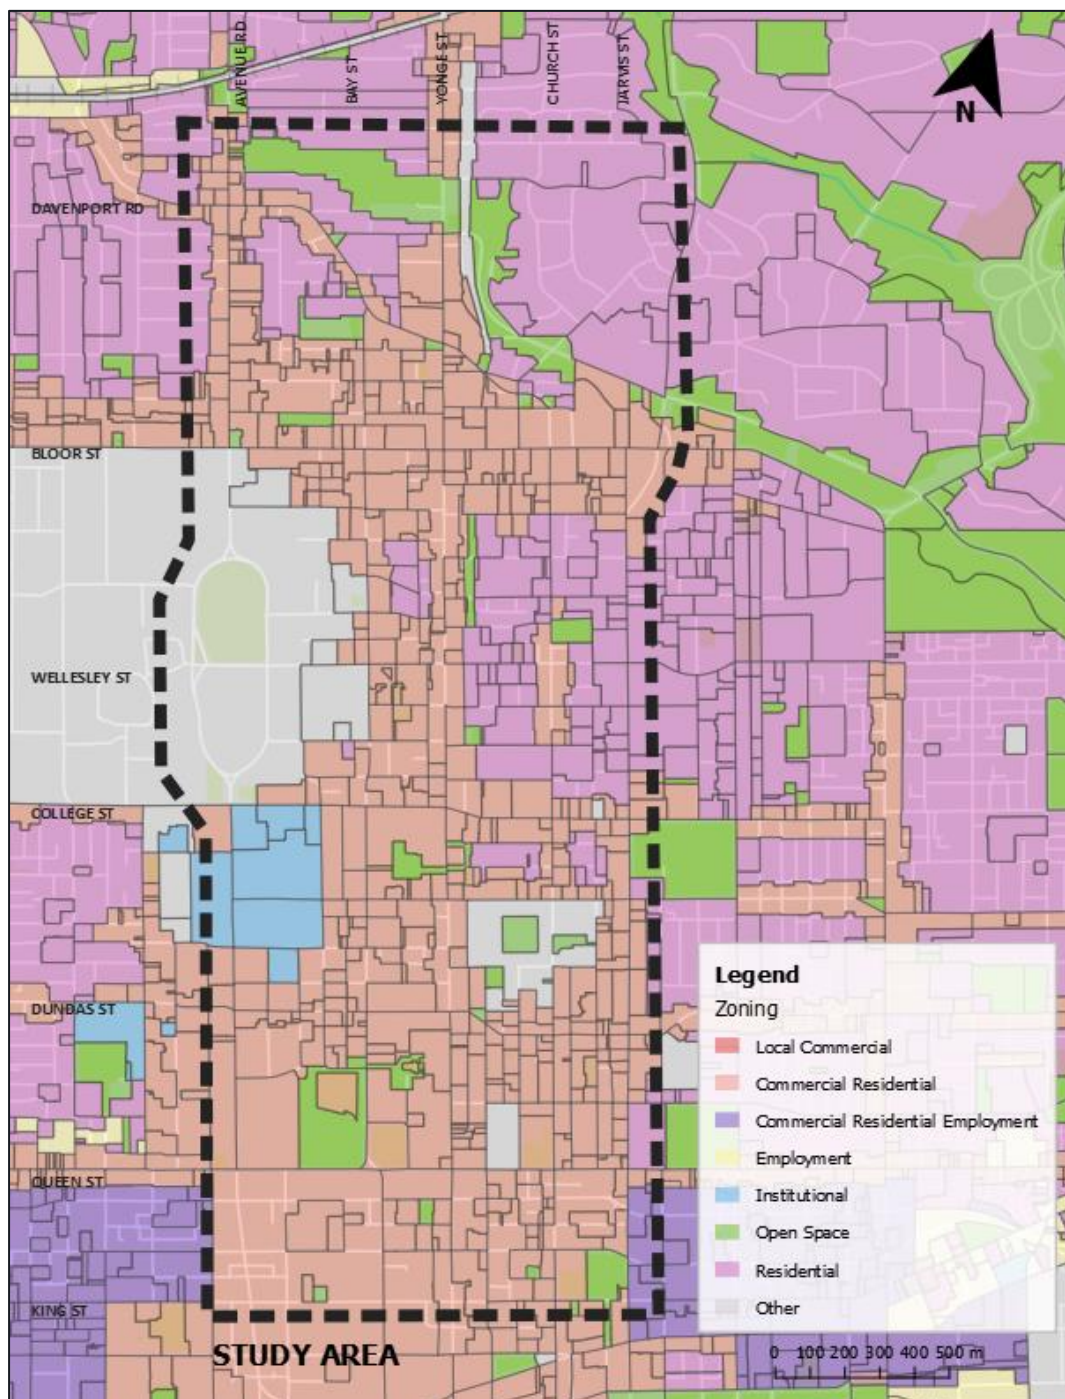 AVENUE RD
BAY ST
YONGE ST
CHURCH ST
JARVIS ST
N
DAVENPORT RD
BLOOR ST
WELLESLEY ST
COLLEGE ST
DUNDAS ST
QUEEN ST
KING ST
STUDY AREA
Legend
Zoning
Local Commercial
Commercial Residential
Commercial Residential Employment
Employment
Institutional
Open Space
Residential
Other
0 100 200 300 400 500 m